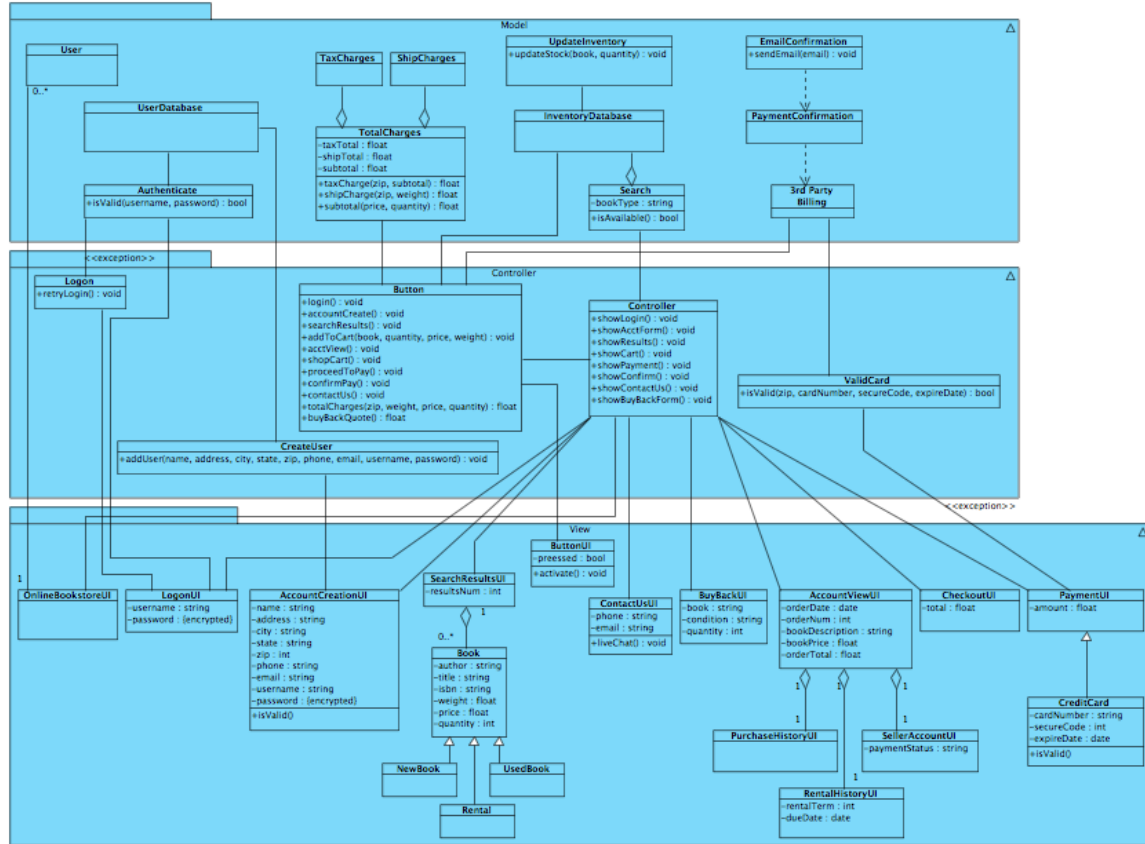 Model
User
0..*
UserDatabase
Authenticate
+isValid(username, password) : bool
TaxCharges
ShipCharges
TotalCharges
-taxTotal : float
-shipTotal : float
-subtotal : float
+taxCharge(zip, subtotal) : float
+shipCharge(zip, weight) : float
+subtotal(price, quantity) : float
UpdateInventory
+updateStock(book, quantity) : void
InventoryDatabase
Search
-bookType : string
+isAvailable() : bool
EmailConfirmation
+sendEmail(email) : void
PaymentConfirmation
3rd Party
Billing
<<exception>>
Controller
Logon
+retryLogin() : void
Button
+login() : void
+accountCreate() : void
+searchResults() : void
+addToCart(book, quantity, price, weight) : void
+acctView() : void
+shopCart() : void
+proceedToPay() : void
+confirmPay() : void
+contactUs() : void
+totalCharges(zip, weight, price, quantity) : float
+buyBackQuote() : float
Controller
+showLogin() : void
+showAcctForm() : void
+showResults() : void
+showCart() : void
+showPayment() : void
+showConfirm() : void
+showContactUs() : void
+showBuyBackForm() : void
ValidCard
+isValid(zip, cardNumber, secureCode, expireDate) : bool
CreateUser
+addUser(name, address, city, state, zip, phone, email, username, password) : void
<<exception>>
View
1
OnlineBookstoreUI
LogonUI
-username : string
-password : {encrypted}
AccountCreationUI
-name : string
-address : string
-city : string
-state : string
-zip : int
-phone : string
-email : string
-username : string
-password : {encrypted}
+isValid()
SearchResultsUI
-resultsNum : int
1
0..*
Book
-author : string
-title : string
-isbn : string
-weight : float
-price : float
-quantity : int
NewBook
UsedBook
Rental
ButtonUI
-preessed : bool
+activate() : void
ContactUsUI
-phone : string
-email : string
+liveChat() : void
BuyBackUI
-book : string
-condition : string
-quantity : int
AccountViewUI
-orderDate : date
-orderNum : int
-bookDescription : string
-bookPrice : float
-orderTotal : float
1
1
1
1
1
1
PurchaseHistoryUI
SellerAccountUI
-paymentStatus : string
RentalHistoryUI
-rentalTerm : int
-dueDate : date
CheckoutUI
-total : float
PaymentUI
-amount : float
CreditCard
-cardNumber : string
-secureCode : int
-expireDate : date
+isValid()